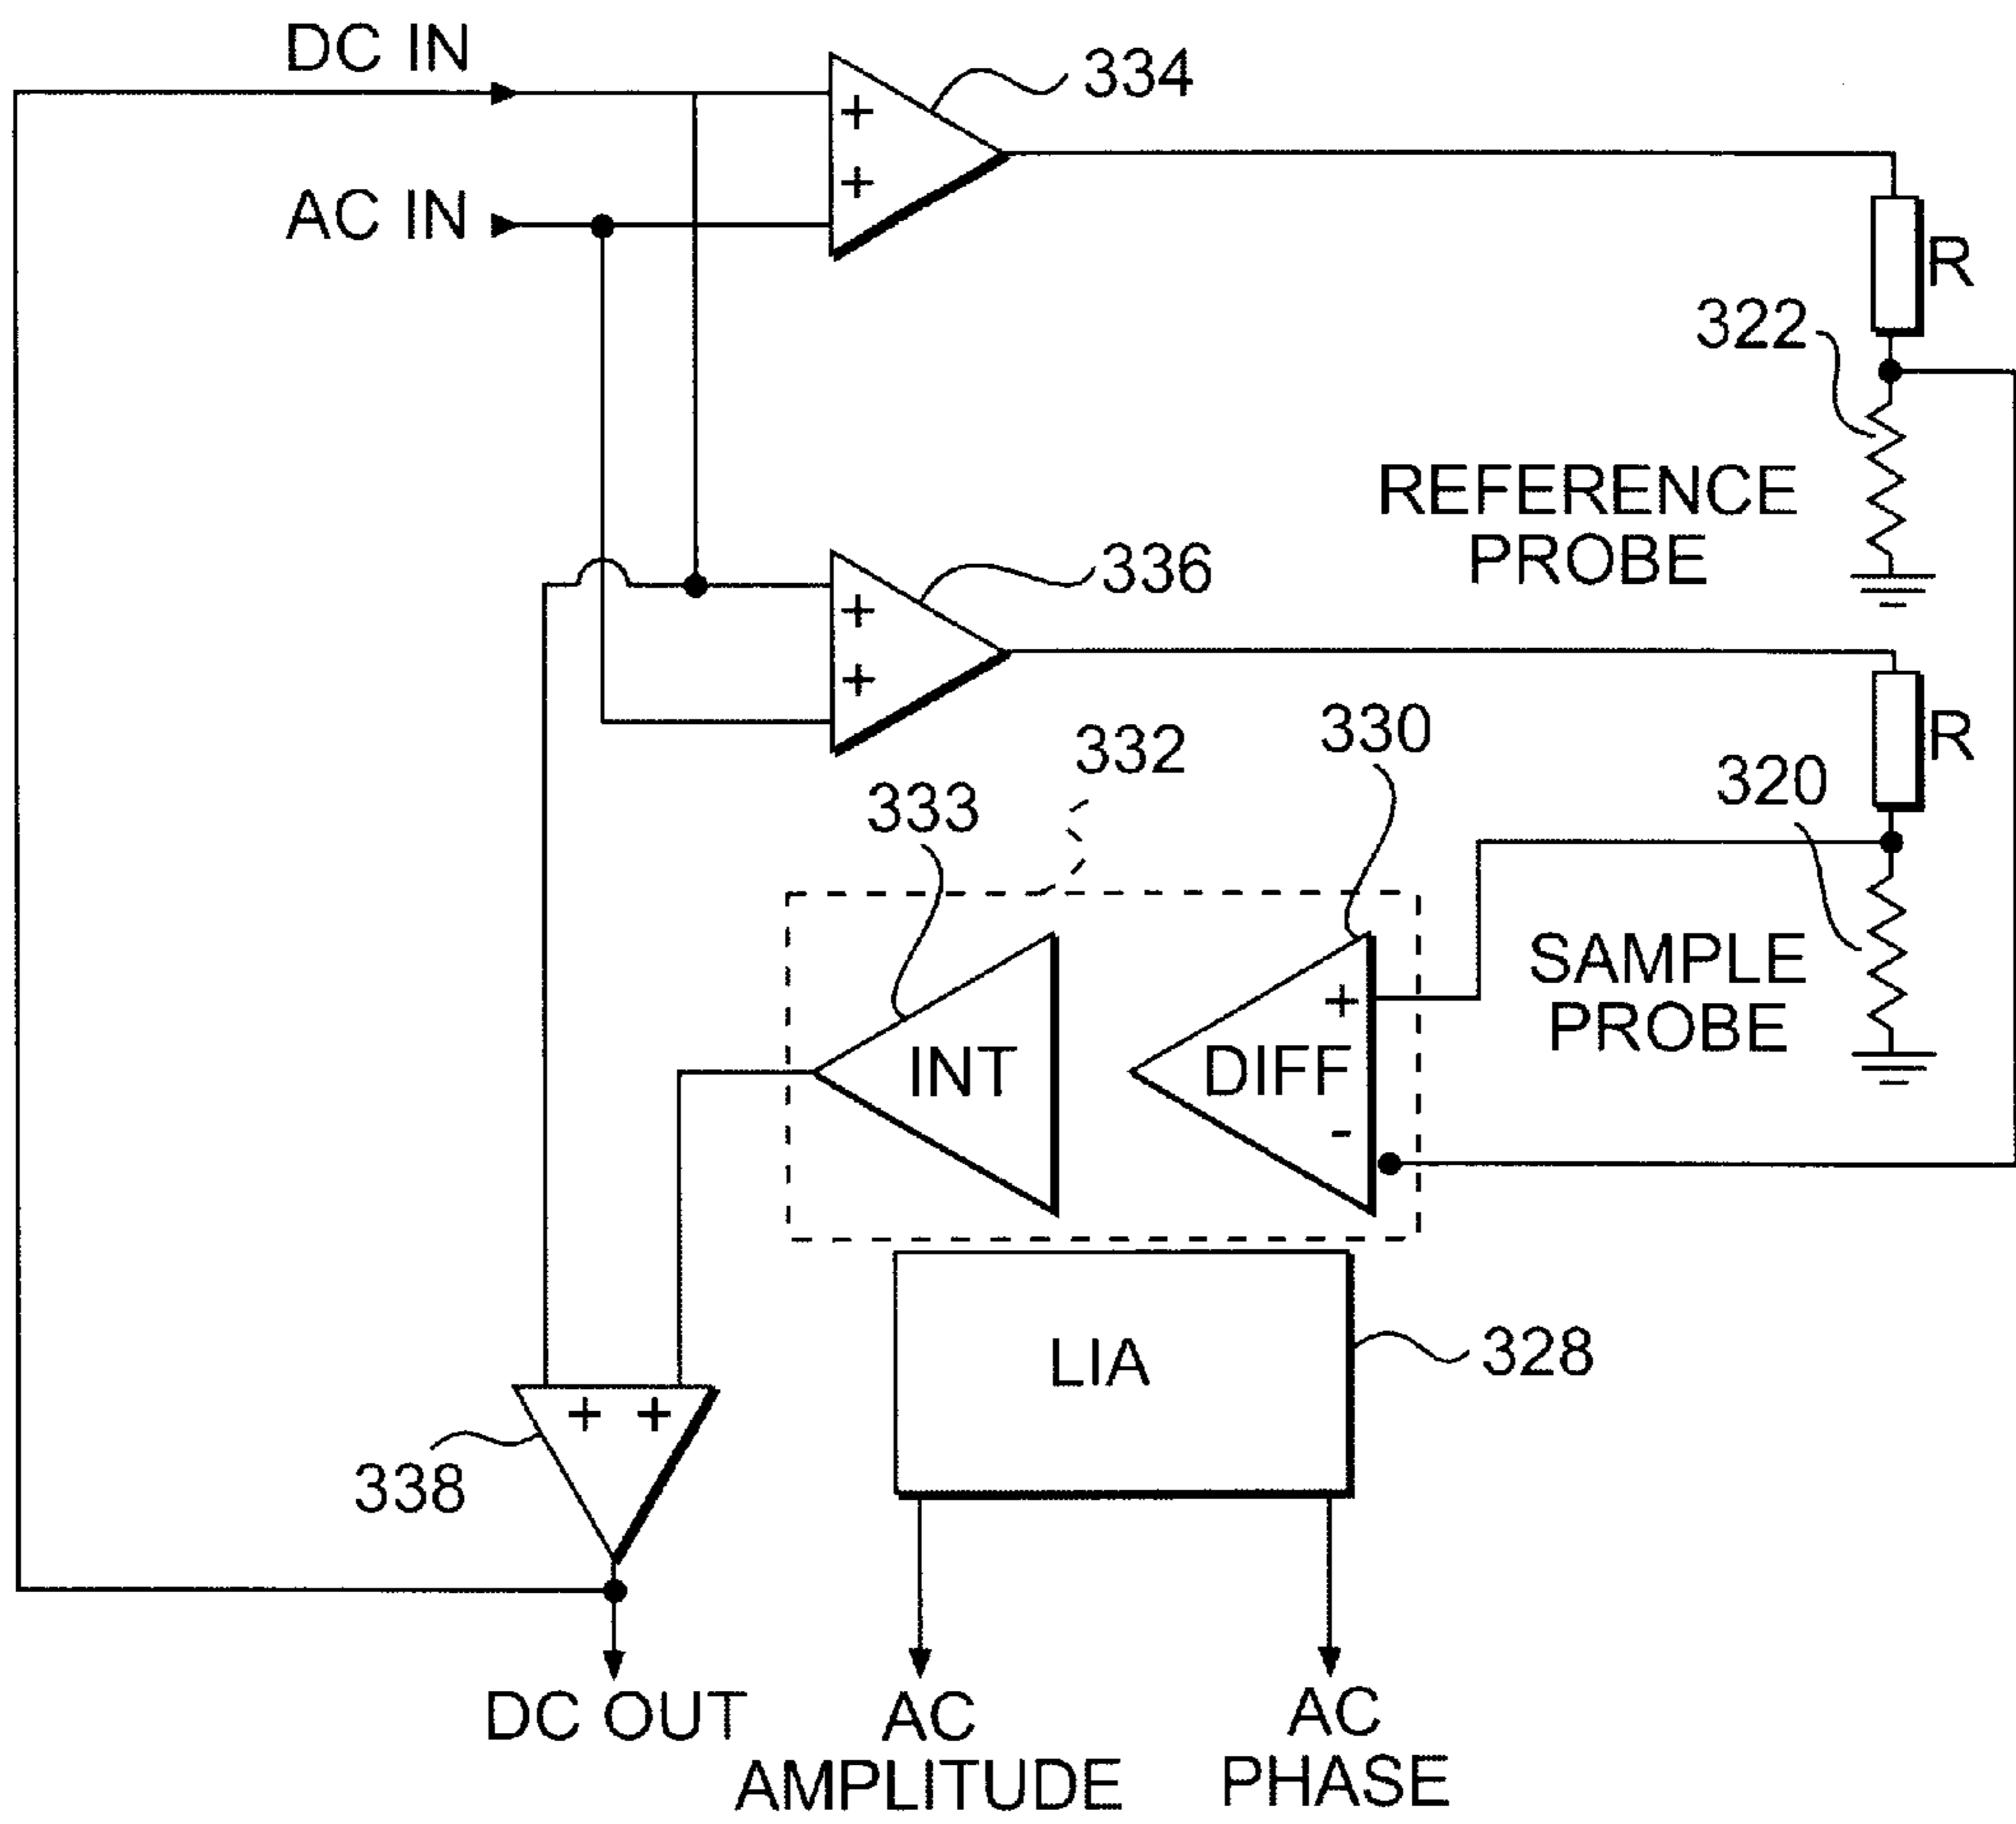 DC IN
334
+
AC IN
+
R
322
REFERENCE
PROBE
336
+
+
R
332
330
333
320
+
SAMPLE
PROBE
INT
DIFF
-
LIA
328
+ +
338
DC OUT
AC
AMPLITUDE
AC
PHASE